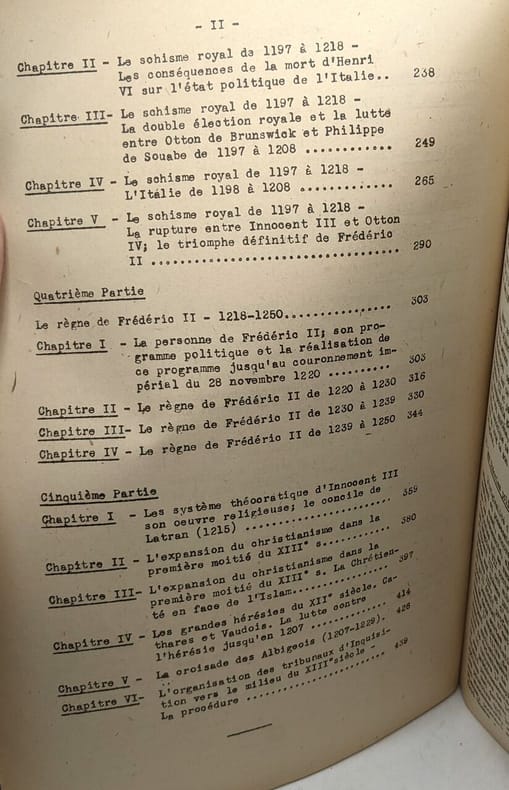 - II -
Chapitre II - Le schisme royal de 1197 à 1218 -
Les conséquences de la mort d'Henri
VI sur l'état politique de l'Italie.. 238
Chapitre III- Le schisme royal de 1197 à 1218 -
La double élection royale et la lutte
entre Otton de Brunswick et Philippe
de Souabe de 1197 à 1208 ............ 249
Chapitre IV - Le schisme royal de 1197 à 1218 -
L'Italie de 1198 à 1208 ............. 265
Chapitre V - Le schisme royal de 1197 à 1218 -
La rupture entre Innocent III et Otton
IV; le triomphe définitif de Frédéric
II .................................. 290
Quatrième Partie
Le règne de Frédéric II - 1218-1250............... 303
Chapitre I - La personne de Frédéric II; son pro-
gramme politique et la réalisation de
ce programme jusqu'au couronnement im-
périal du 28 novembre 1220 .......... 303
Chapitre II - Le règne de Frédéric II de 1220 à 1230 316
Chapitre III- Le règne de Frédéric II de 1230 à 1239 330
Chapitre IV - Le règne de Frédéric II de 1239 à 1250 344
Cinquième Partie
Chapitre I - Les système théocratique d'Innocent III
son oeuvre religieuse; le concile de
Latran (1215) ....................... 359
Chapitre II - L'expansion du christianisme dans la
première moitié du XIII° s........... 380
Chapitre III- L'expansion du christianisme dans la
première moitié du XIII° s. La Chrétien-
té en face de l'Islam................ 397
Chapitre IV - Les grandes hérésies du XII° siècle. Ca-
thares et Vaudois. La lutte contre
l'hérésie jusqu'en 1207 ............. 414
Chapitre V - La croisade des Albigeois (1207-1229). 426
Chapitre VI- L'organisation des tribunaux d'Inquisi-
tion vers le milieu du XIII°siècle -
La procédure ........................ 439